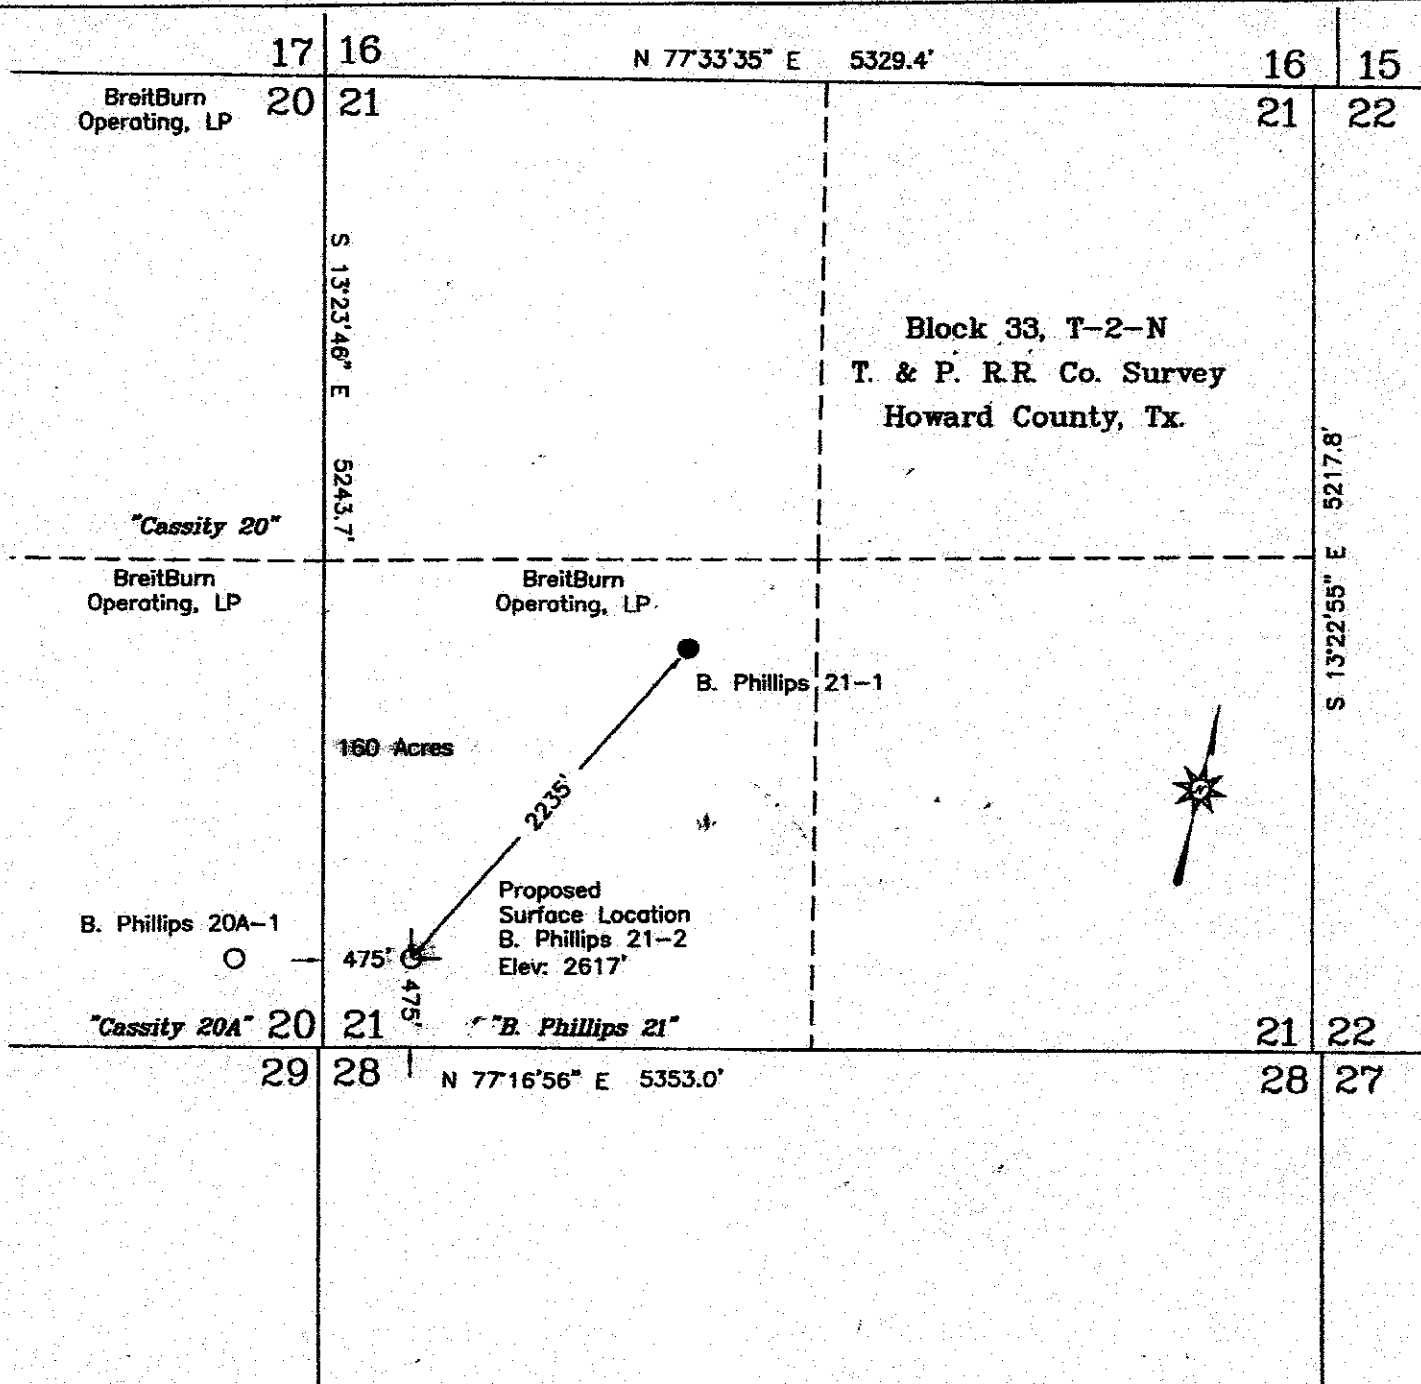 17 16 N 77°33'35" E 5329.4' 16 15
BreitBurn
Operating, LP
20 21 21 22
S 13°23'46" E 5243.7'
Block 33, T-2-N
T. & P. R.R. Co. Survey
Howard County, Tx.
S 13°22'55" E 5217.8'
"Cassity 20"
BreitBurn
Operating, LP
BreitBurn
Operating, LP.
B. Phillips 21-1
160 Acres
2235'
N
Proposed
Surface Location
B. Phillips 21-2
Elev: 2617'
B. Phillips 20A-1
475'
475'
"Cassity 20A" 20 21 "B. Phillips 21" 21 22
29 28 N 77°16'56" E 5353.0' 28 27